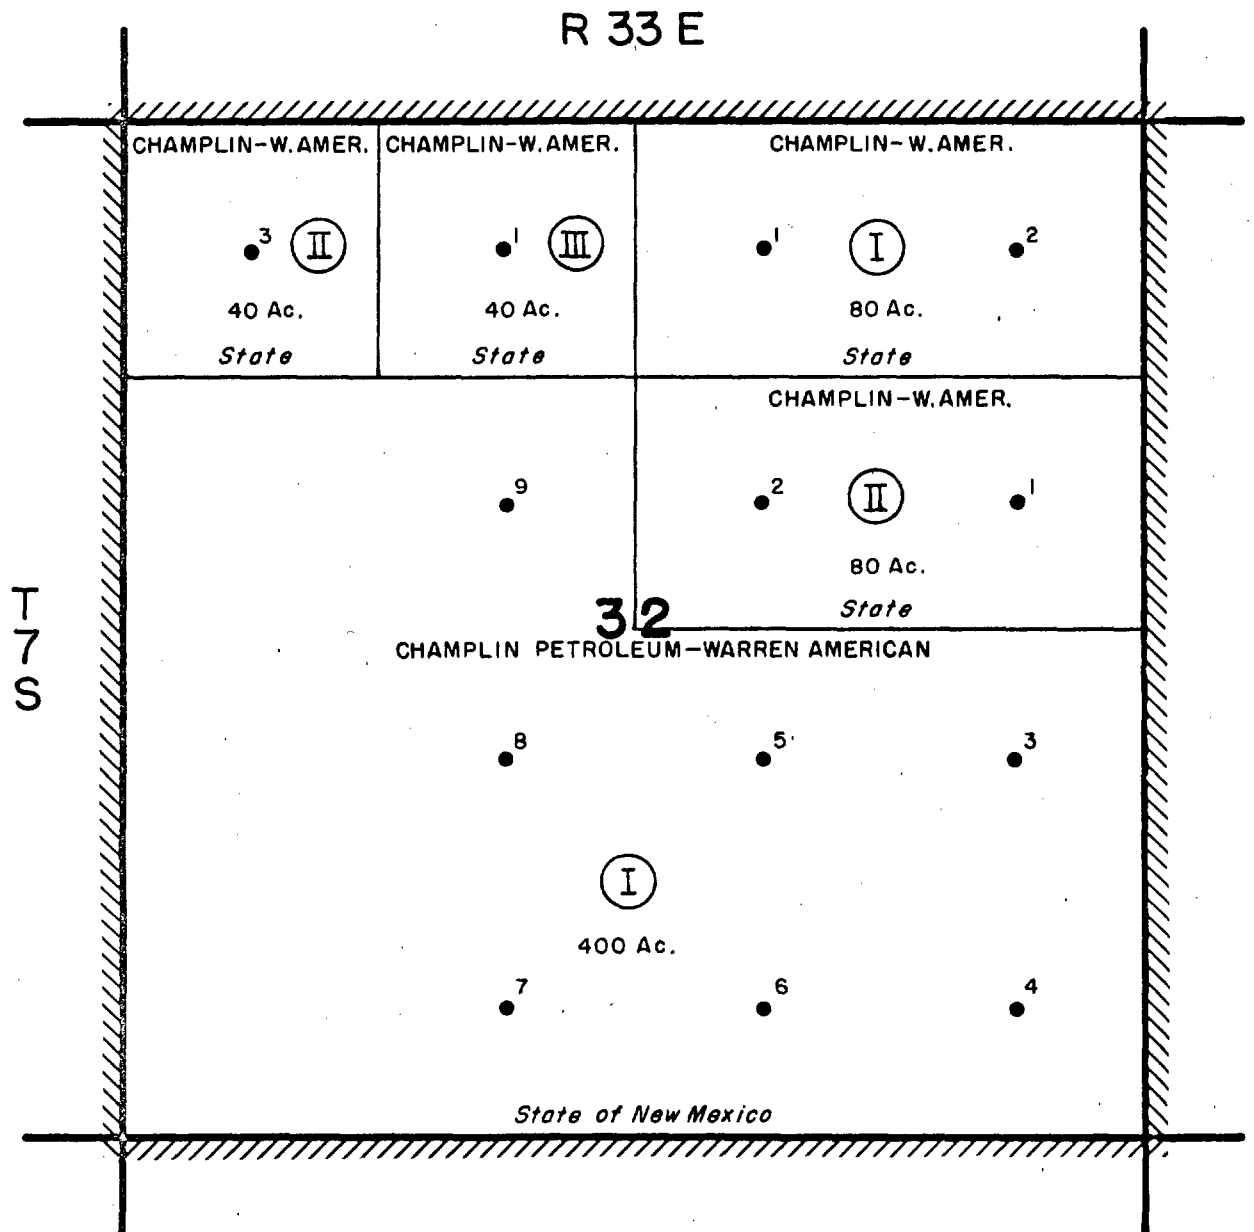 R 33 E
CHAMPLIN-W.AMER.
3 II
40 Ac.
State
CHAMPLIN-W.AMER.
1 III
40 Ac.
State
CHAMPLIN-W.AMER.
1 I 2
80 Ac.
State
CHAMPLIN-W.AMER.
2 II 1
80 Ac.
State
9
T
7
S
32
CHAMPLIN PETROLEUM-WARREN AMERICAN
8 5 3
I
400 Ac.
7 6 4
State of New Mexico